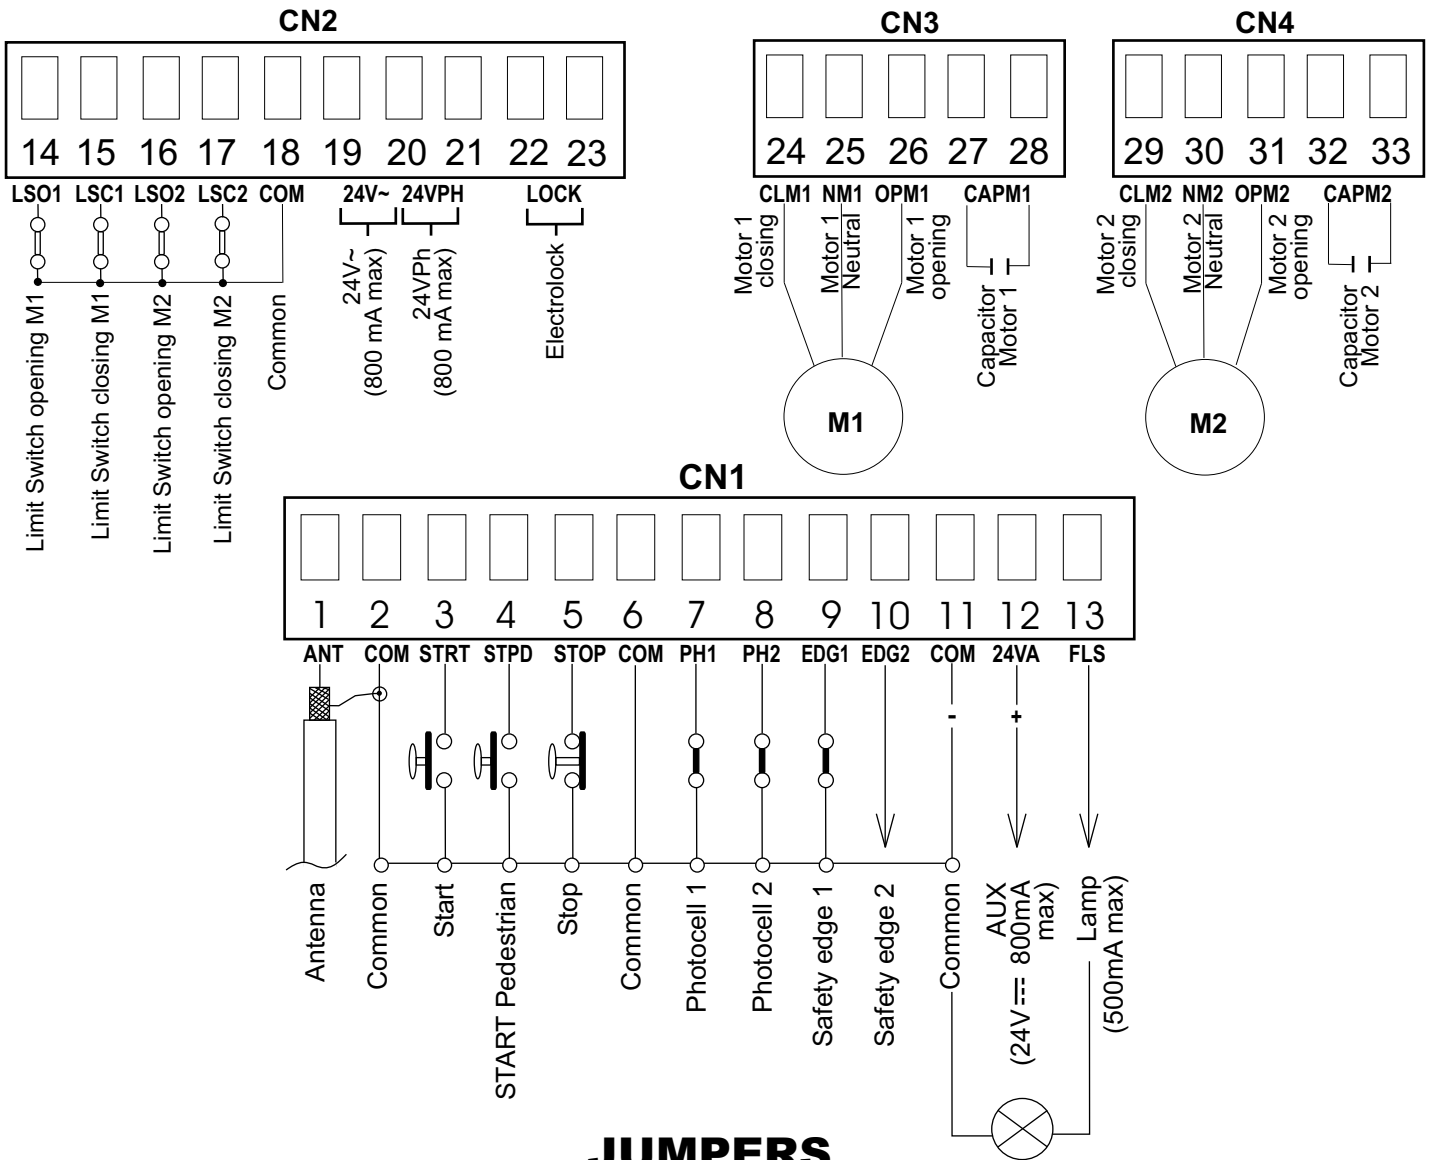 CN2
14 15 16 17 18 19 20 21 22 23
LSO1 LSC1 LSO2 LSC2 COM 24V~ 24VPH LOCK
Limit Switch opening M1
Limit Switch closing M1
Limit Switch opening M2
Limit Switch closing M2
Common
24V~
(800 mA max)
24VPh
(800 mA max)
Electrolock
CN3
24 25 26 27 28
CLM1 NM1 OPM1 CAPM1
Motor 1
closing
Motor 1
Neutral
Motor 1
opening
Capacitor
Motor 1
M1
CN4
29 30 31 32 33
CLM2 NM2 OPM2 CAPM2
Motor 2
closing
Motor 2
Neutral
Motor 2
opening
Capacitor
Motor 2
M2
CN1
1 2 3 4 5 6 7 8 9 10 11 12 13
ANT COM STRT STPD STOP COM PH1 PH2 EDG1 EDG2 COM 24VA FLS
- +
Antenna
Common
Start
START Pedestrian
Stop
Common
Photocell 1
Photocell 2
Safety edge 1
Safety edge 2
Common
AUX
(24V⎓ 800mA
max)
Lamp
(500mA max)
JUMPERS